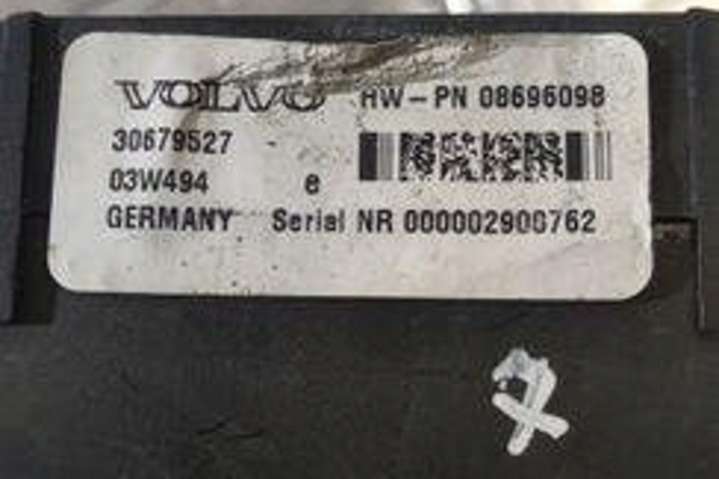 VOLVO HW-PN 08696098
30679527
03W494 e
GERMANY Serial NR 000002900762